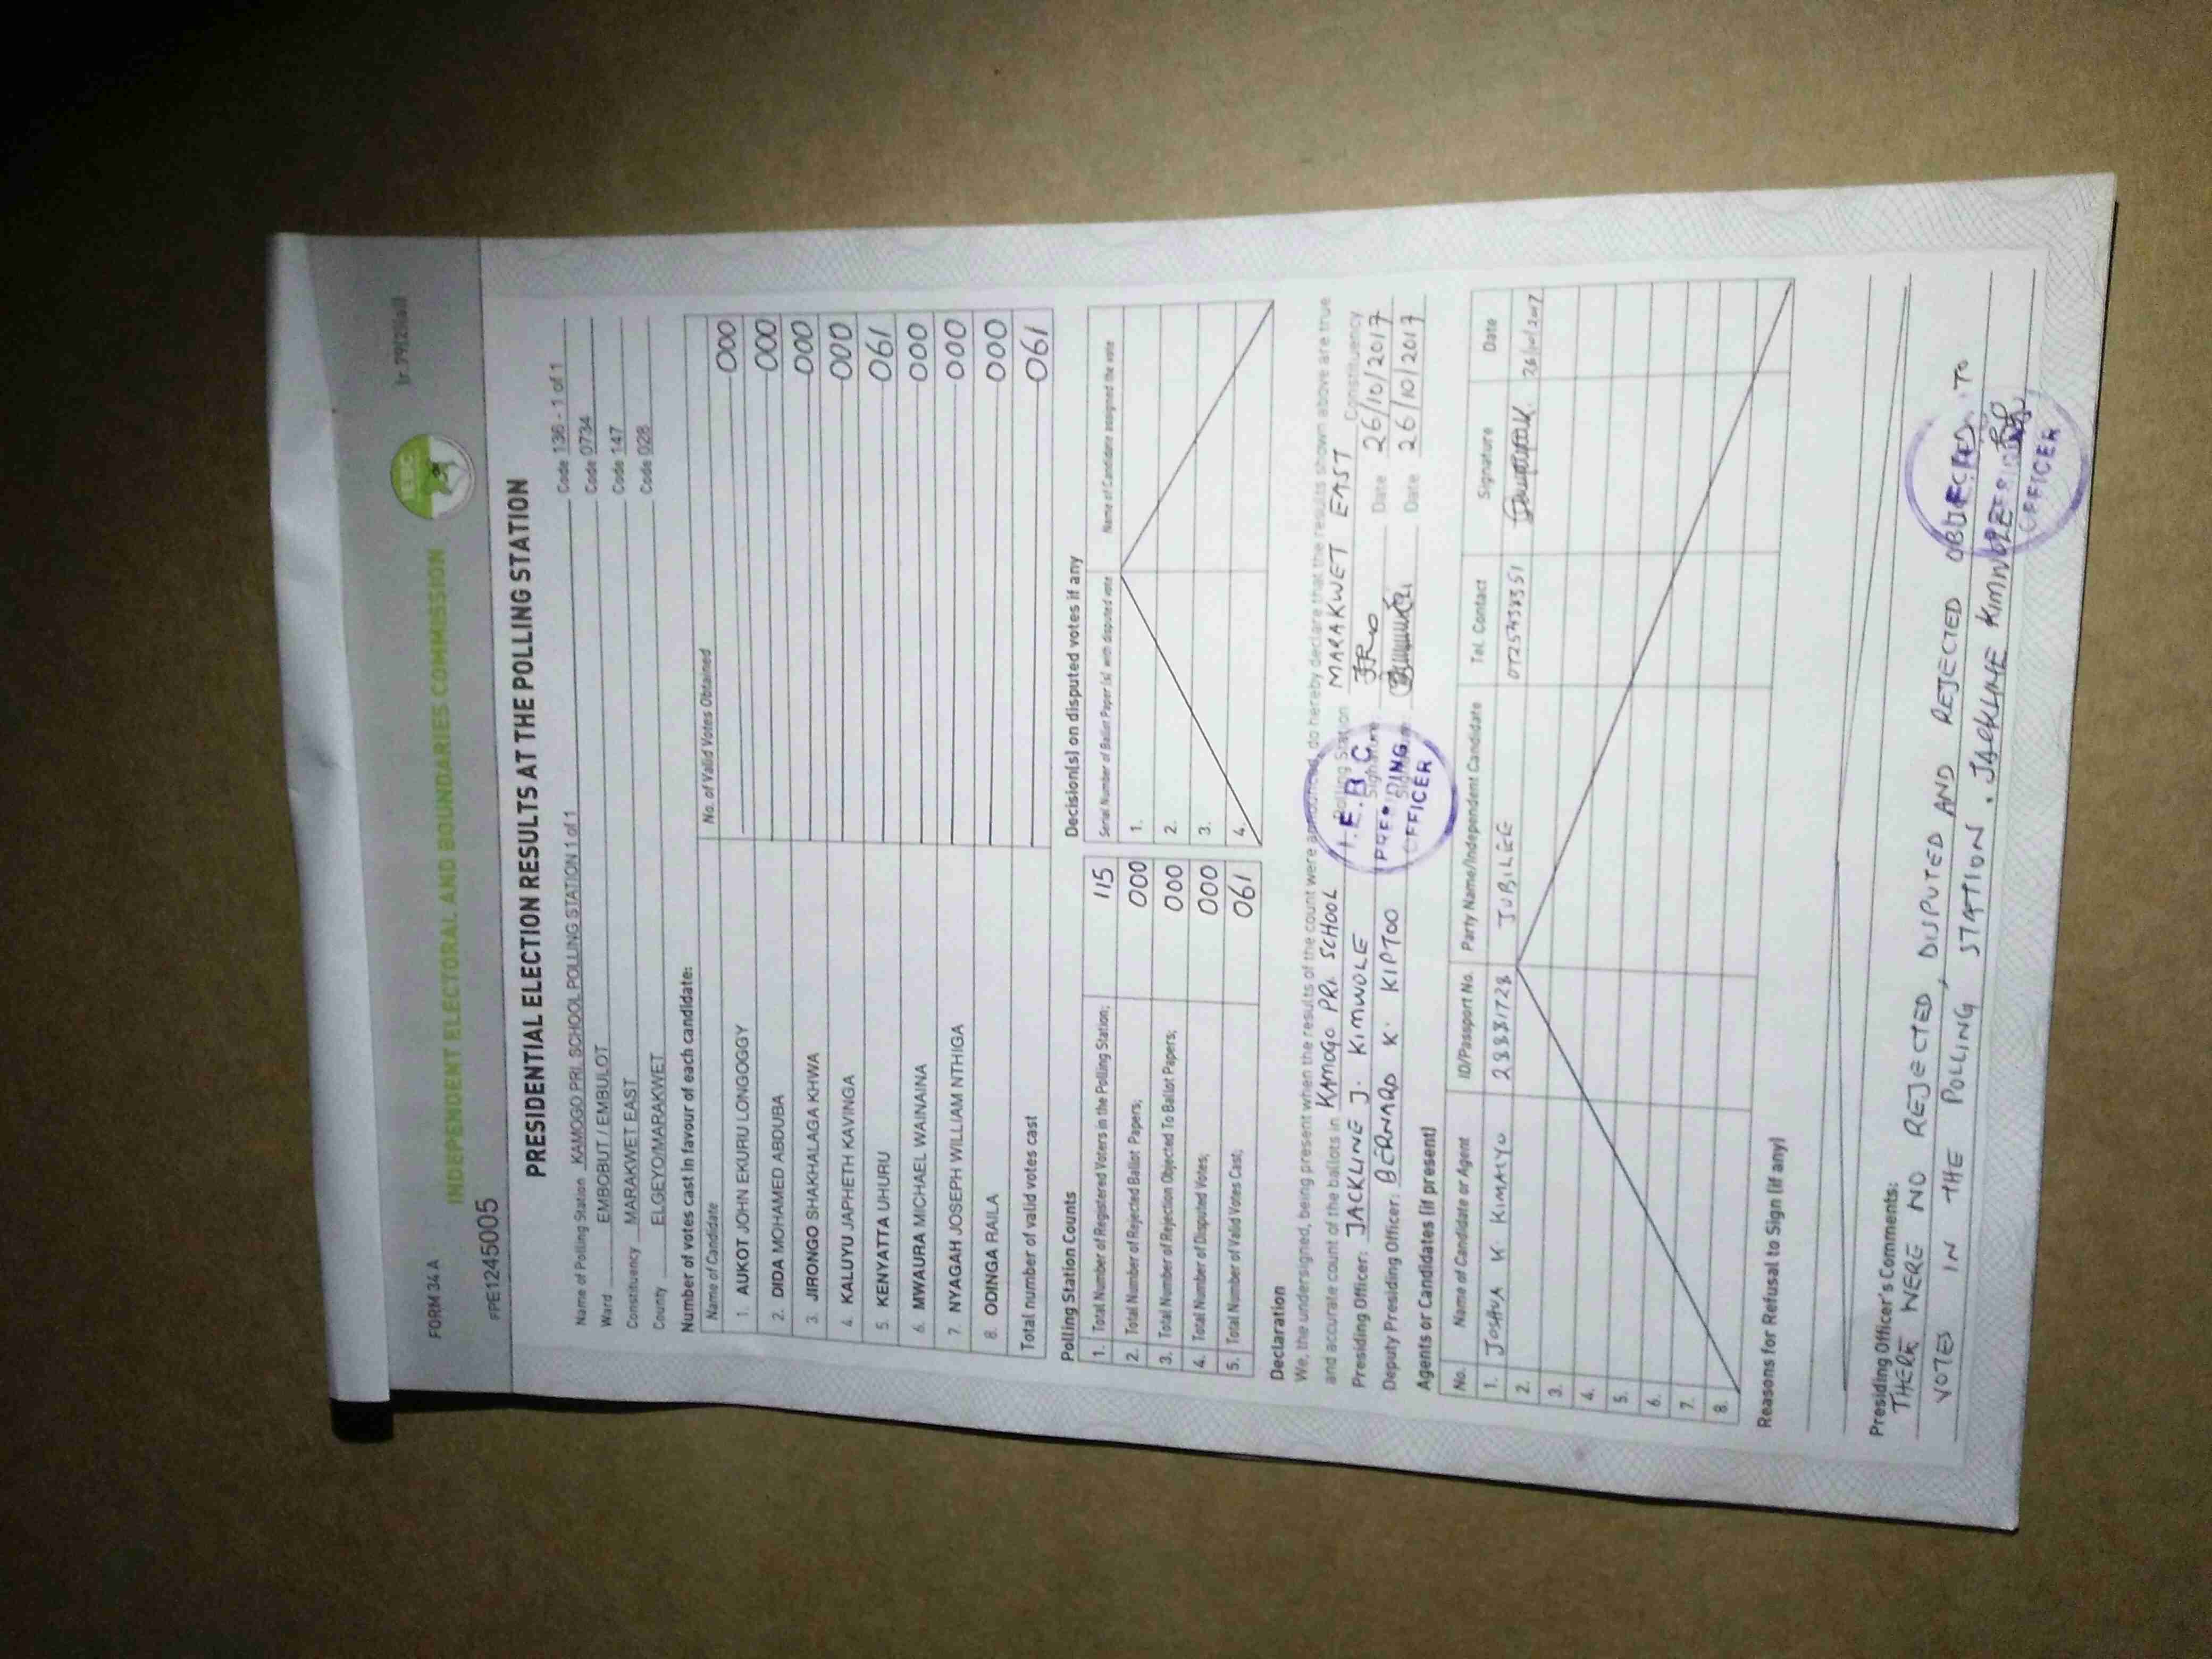 FORM 34A
INDEPENDENT ELECTORAL AND BOUNDARIES COMMISSION
IEBC
FPE1245005
PRESIDENTIAL ELECTION RESULTS AT THE POLLING STATION
Name of Polling Station KAMOGO PRI. SCHOOL POLLING STATION 1 of 1 Code 136 - 1 of 1
Ward EMBOBUT / EMBULOT Code 0734
Constituency MARAKWET EAST Code 147
County ELGEYO/MARAKWET Code 028
Number of votes cast in favour of each candidate:
Name of Candidate No. of Valid Votes Obtained
1. AUKOT JOHN EKURU LONGOGGY 000
2. DIDA MOHAMED ABDUBA 000
3. JIRONGO SHAKHALAGA KHWA 000
4. KALUYU JAPHETH KAVINGA 000
5. KENYATTA UHURU 061
6. MWAURA MICHAEL WAINAINA 000
7. NYAGAH JOSEPH WILLIAM NTHIGA 000
8. ODINGA RAILA 000
Total number of valid votes cast 061
Polling Station Counts
1. Total Number of Registered Voters in the Polling Station; 115
2. Total Number of Rejected Ballot Papers; 000
3. Total Number of Rejection Objected To Ballot Papers; 000
4. Total Number of Disputed Votes; 000
5. Total Number of Valid Votes Cast; 061
Decision(s) on disputed votes if any
Serial Number of Ballot Paper (s) with disputed vote Name of Candidate assigned the vote
1.
2.
3.
4.
Declaration
We, the undersigned, being present when the results of the count were announced, do hereby declare that the results shown above are true
and accurate count of the ballots in KAMOGO PRI. SCHOOL Polling Station MARAKWET EAST Constituency
Presiding Officer: JACKLINE J. KIMWOLE Signature Date 26/10/2017
Deputy Presiding Officer: BERNARD K. KIPTOO Signature Date 26/10/2017
I.E.B.C
PRESIDING
OFFICER
Agents or Candidates (if present)
No. Name of Candidate or Agent ID/Passport No. Party Name/Independent Candidate Tel. Contact Signature Date
1. JOSHUA K KIMAIYO JUBILEE 26/10/2017
2.
3.
4.
5.
6.
7.
8.
Reasons for Refusal to Sign (if any)
Presiding Officer's Comments:
THERE WERE NO REJECTED, DISPUTED AND REJECTED OBJECTED TO
VOTES IN THE POLLING STATION. JACKLINE KIMWOLE
OFFICER